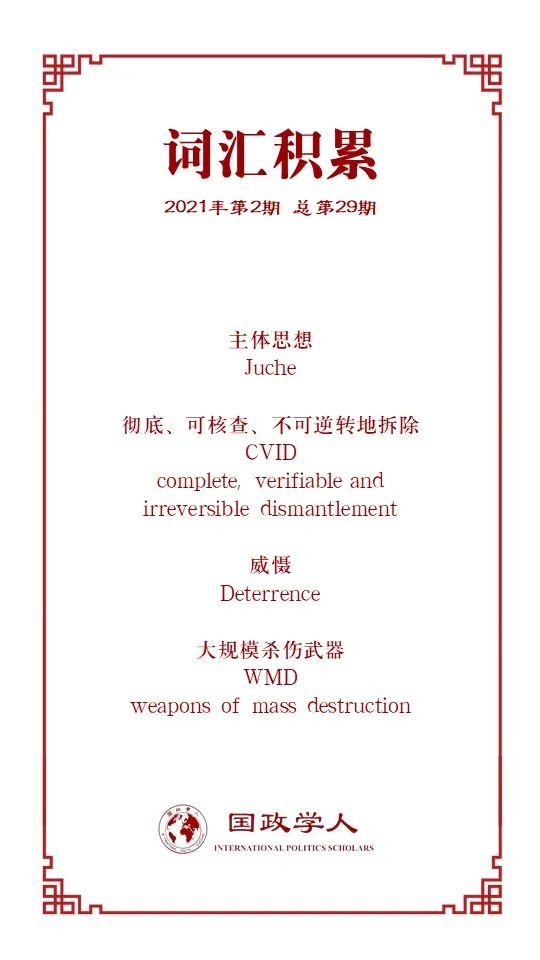 词汇积累
2021年第2期 总第29期
主体思想
Juche
彻底、可核查、不可逆转地拆除
CVID
complete, verifiable and
irreversible dismantlement
威慑
Deterrence
大规模杀伤武器
WMD
weapons of mass destruction
国政学人
INTERNATIONAL POLITICS SCHOLARS